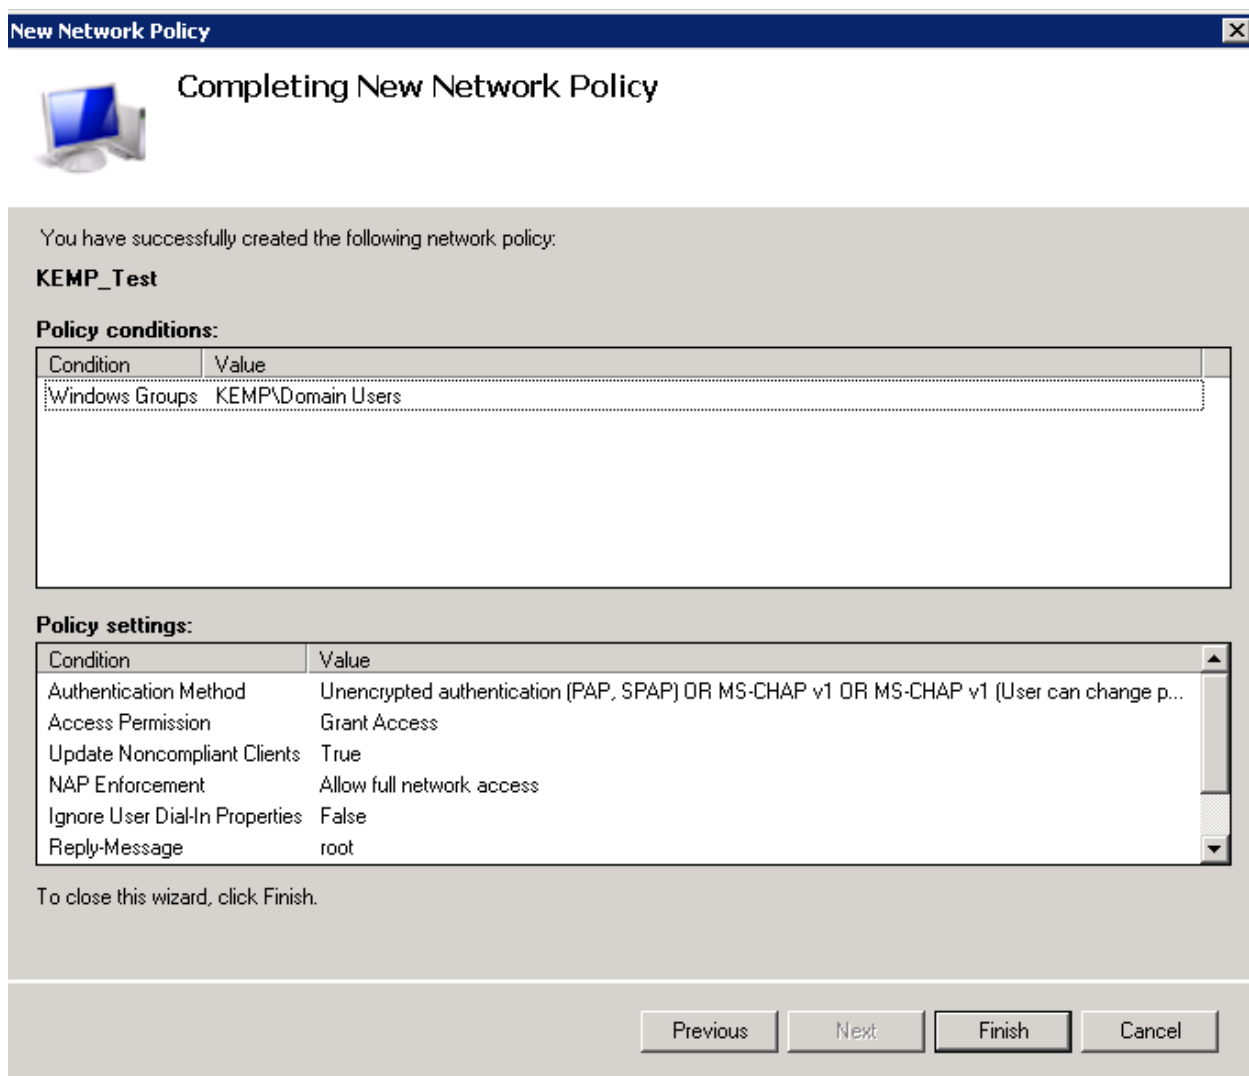 New Network Policy
Completing New Network Policy
You have successfully created the following network policy:
KEMP_Test
Policy conditions:
Condition Value
Windows Groups KEMP\Domain Users
Policy settings:
Condition Value
Authentication Method Unencrypted authentication (PAP, SPAP) OR MS-CHAP v1 OR MS-CHAP v1 (User can change p...
Access Permission Grant Access
Update Noncompliant Clients True
NAP Enforcement Allow full network access
Ignore User Dial-In Properties False
Reply-Message root
To close this wizard, click Finish.
Previous Next Finish Cancel